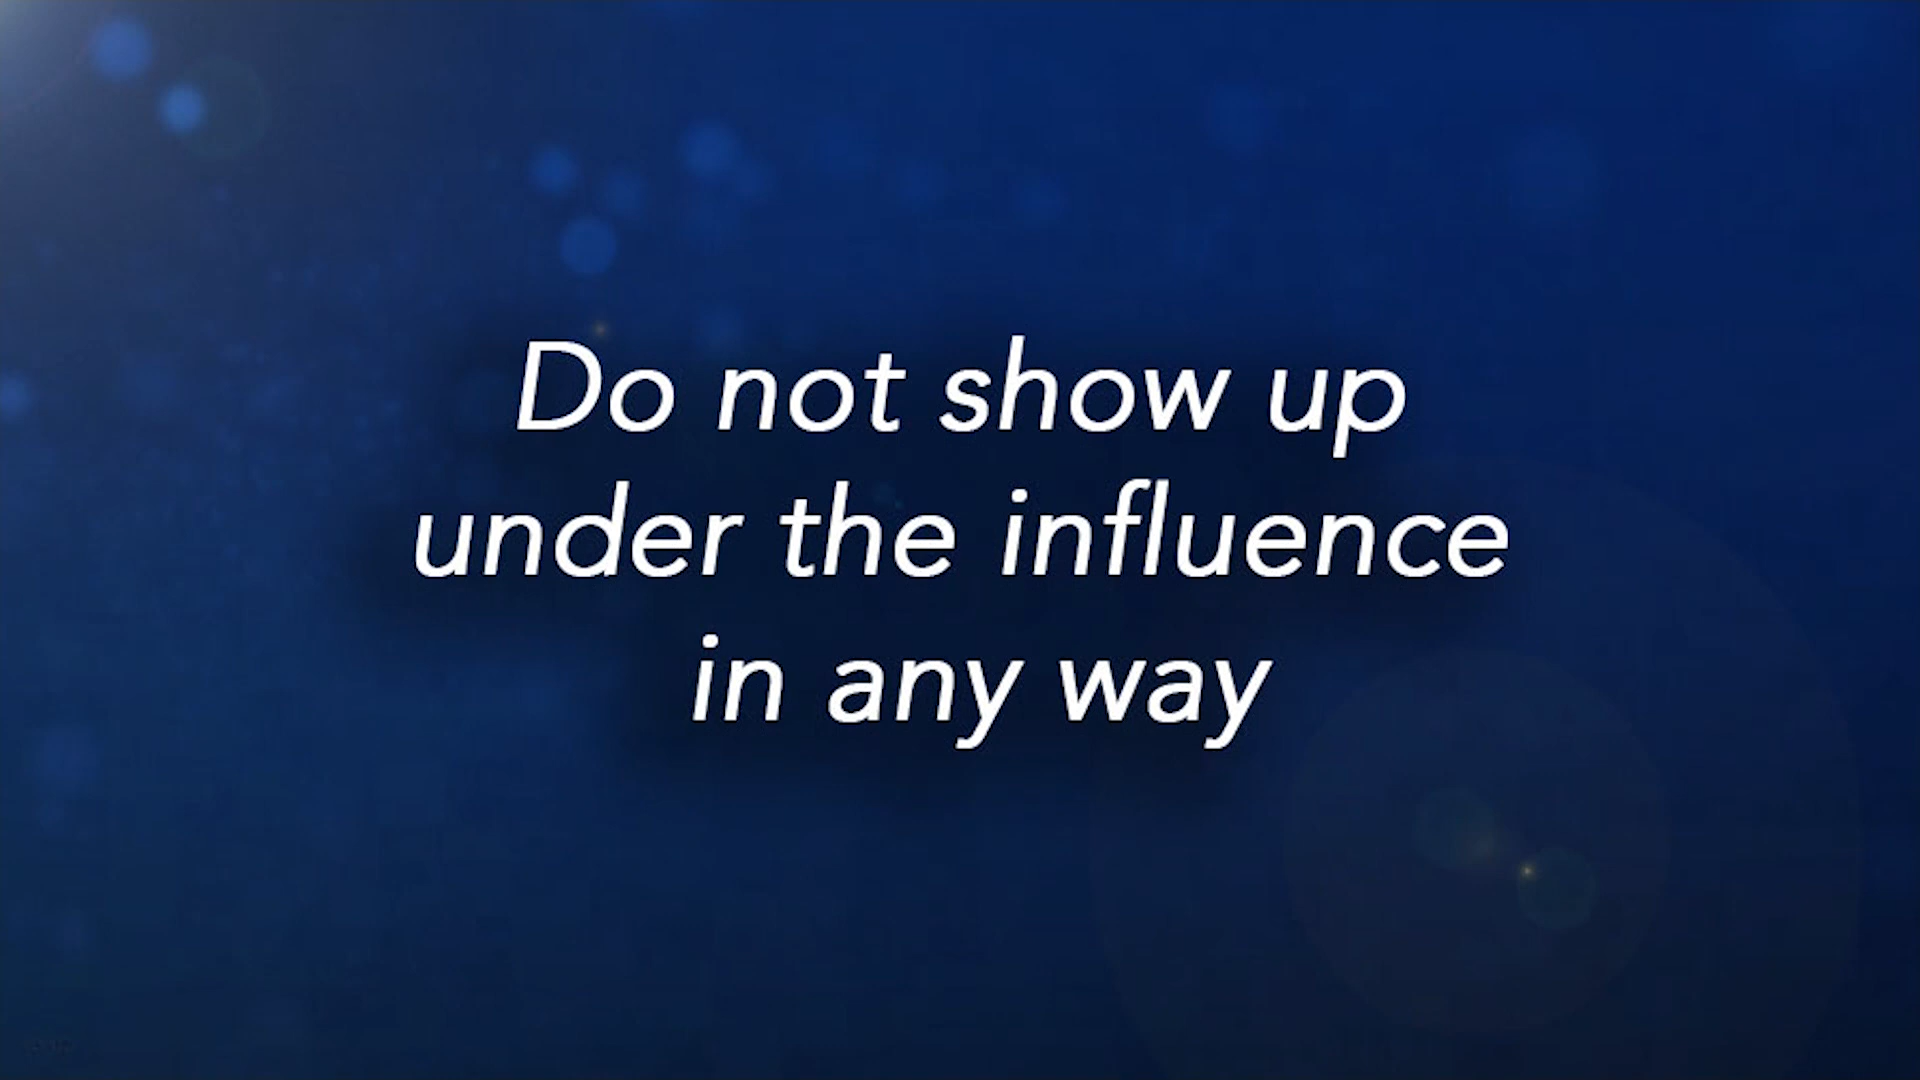 Do not show up
under the influence
in any way